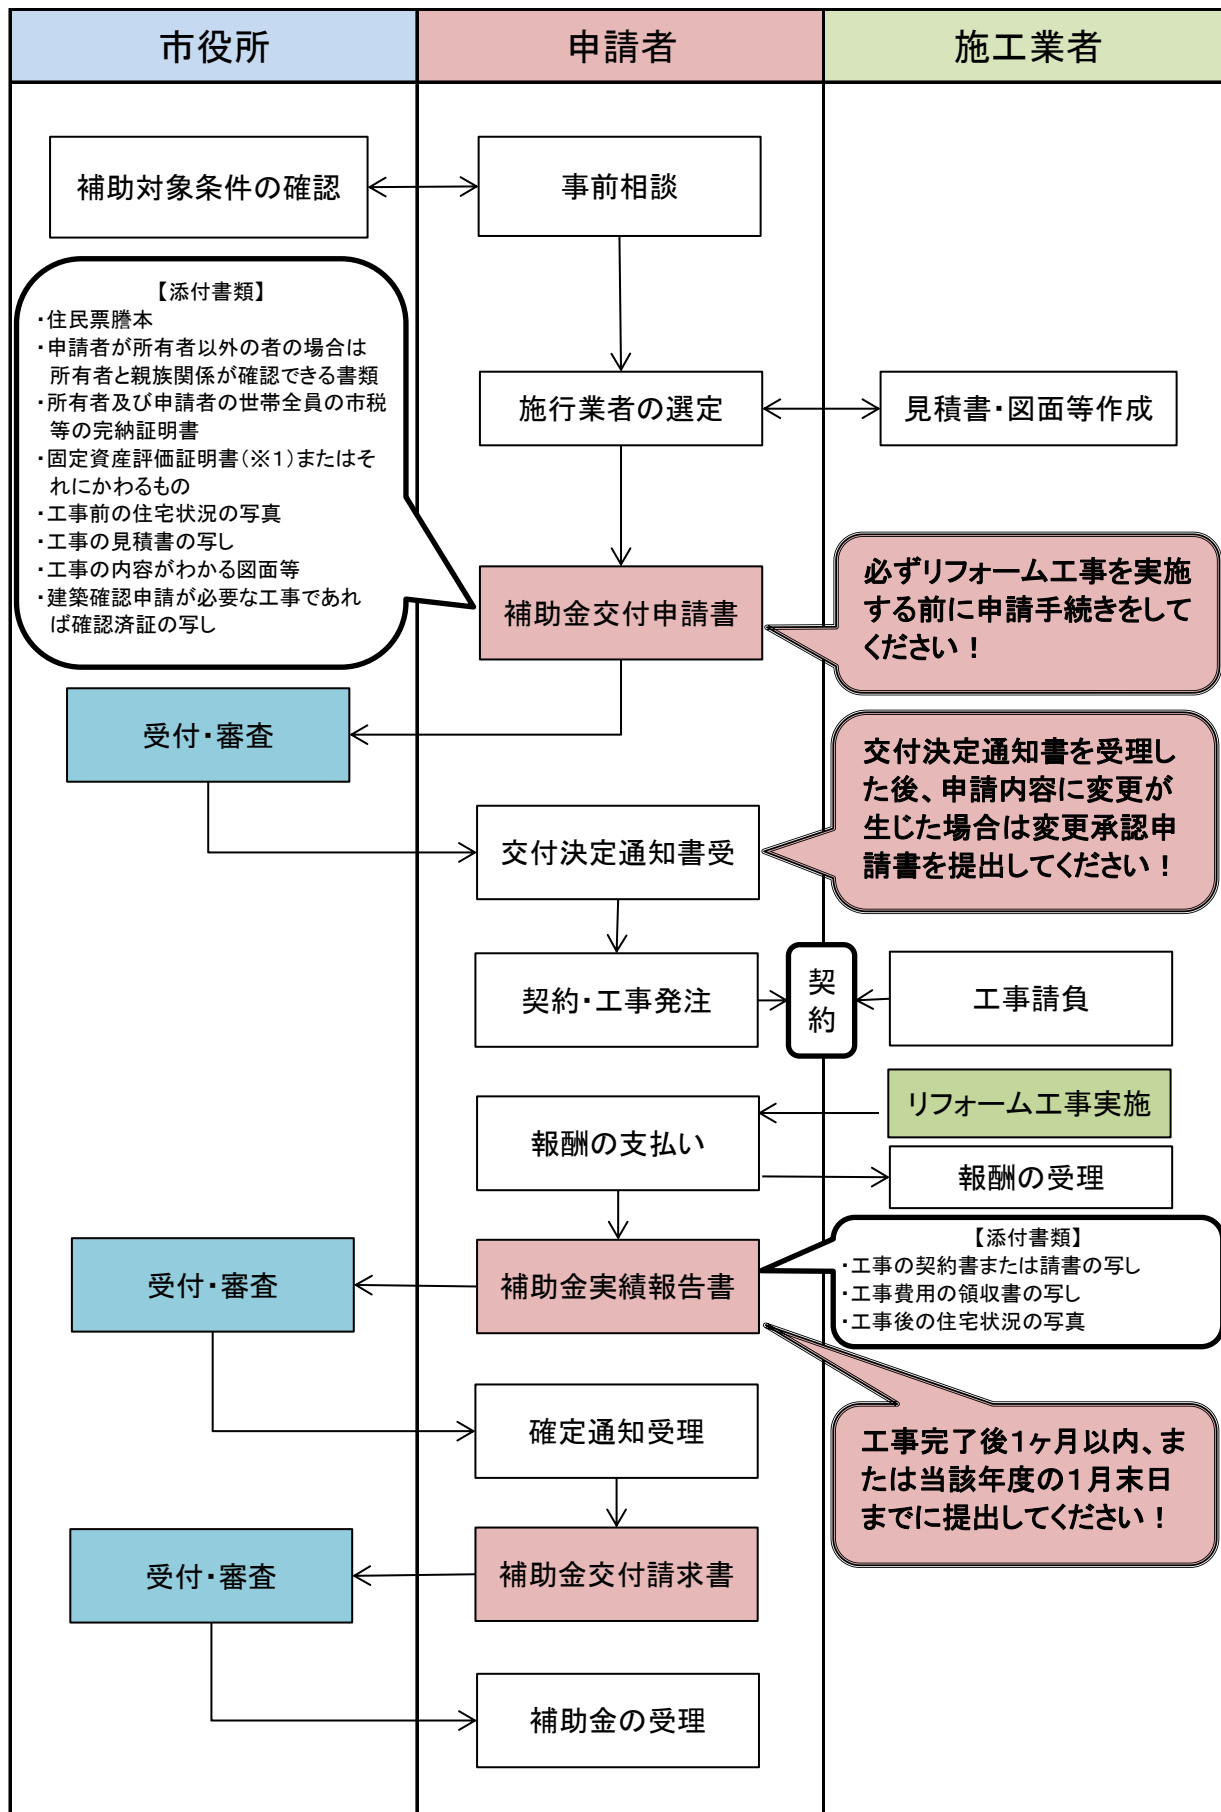 市役所
申請者
施工業者
補助対象条件の確認
事前相談
【添付書類】
・住民票謄本
・申請者が所有者以外の者の場合は
所有者と親族関係が確認できる書類
・所有者及び申請者の世帯全員の市税
等の完納証明書
・固定資産評価証明書(※1)またはそ
れにかわるもの
・工事前の住宅状況の写真
・工事の見積書の写し
・工事の内容がわかる図面等
・建築確認申請が必要な工事であれ
ば確認済証の写し
施行業者の選定
見積書・図面等作成
補助金交付申請書
必ずリフォーム工事を実施
する前に申請手続きをして
ください！
受付・審査
交付決定通知書を受理し
た後、申請内容に変更が
生じた場合は変更承認申
請書を提出してください！
交付決定通知書受
契約・工事発注
契
約
工事請負
リフォーム工事実施
報酬の支払い
報酬の受理
【添付書類】
・工事の契約書または請書の写し
・工事費用の領収書の写し
・工事後の住宅状況の写真
受付・審査
補助金実績報告書
確定通知受理
工事完了後1ヶ月以内、ま
たは当該年度の1月末日
までに提出してください！
受付・審査
補助金交付請求書
補助金の受理